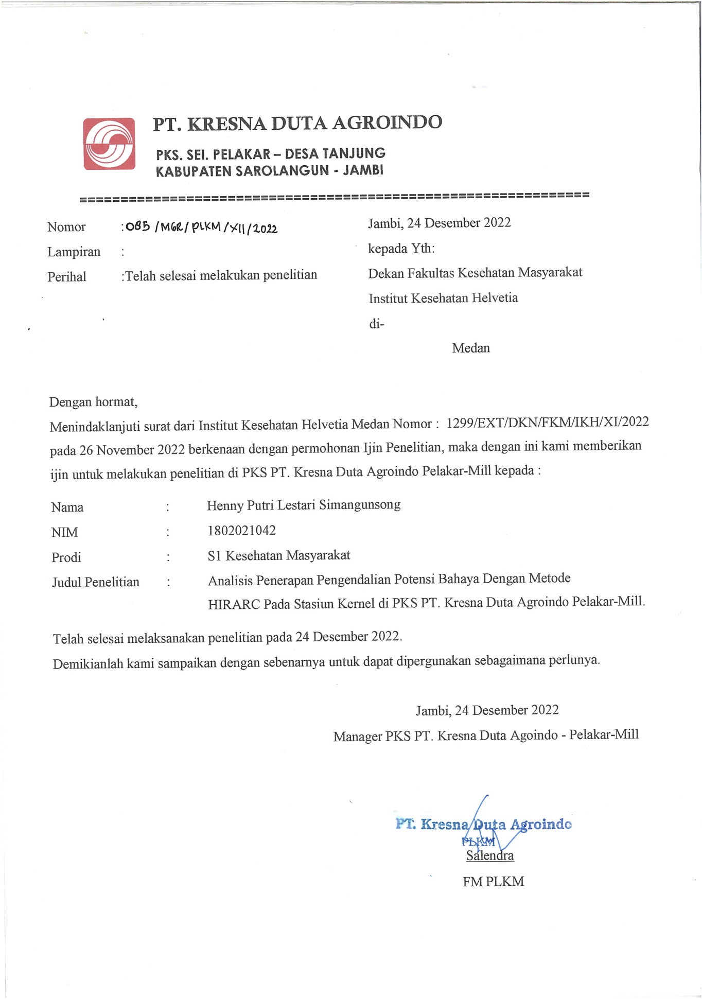 PT. KRESNA DUTA AGROINDO
PKS. SEI. PELAKAR – DESA TANJUNG
KABUPATEN SAROLANGUN - JAMBI
==============================================================
Nomor :085/MGR/PLKM/XII/2022
Lampiran :
Perihal :Telah selesai melakukan penelitian
Jambi, 24 Desember 2022
kepada Yth:
Dekan Fakultas Kesehatan Masyarakat
Institut Kesehatan Helvetia
di-
Medan
Dengan hormat,
Menindaklanjuti surat dari Institut Kesehatan Helvetia Medan Nomor : 1299/EXT/DKN/FKM/IKH/XI/2022
pada 26 November 2022 berkenaan dengan permohonan Ijin Penelitian, maka dengan ini kami memberikan
ijin untuk melakukan penelitian di PKS PT. Kresna Duta Agroindo Pelakar-Mill kepada :
Nama : Henny Putri Lestari Simangunsong
NIM : 1802021042
Prodi : S1 Kesehatan Masyarakat
Judul Penelitian : Analisis Penerapan Pengendalian Potensi Bahaya Dengan Metode
HIRARC Pada Stasiun Kernel di PKS PT. Kresna Duta Agroindo Pelakar-Mill.
Telah selesai melaksanakan penelitian pada 24 Desember 2022.
Demikianlah kami sampaikan dengan sebenarnya untuk dapat dipergunakan sebagaimana perlunya.
Jambi, 24 Desember 2022
Manager PKS PT. Kresna Duta Agoindo - Pelakar-Mill
PT. Kresna Duta Agroindo
PLKM
Salendra
FM PLKM